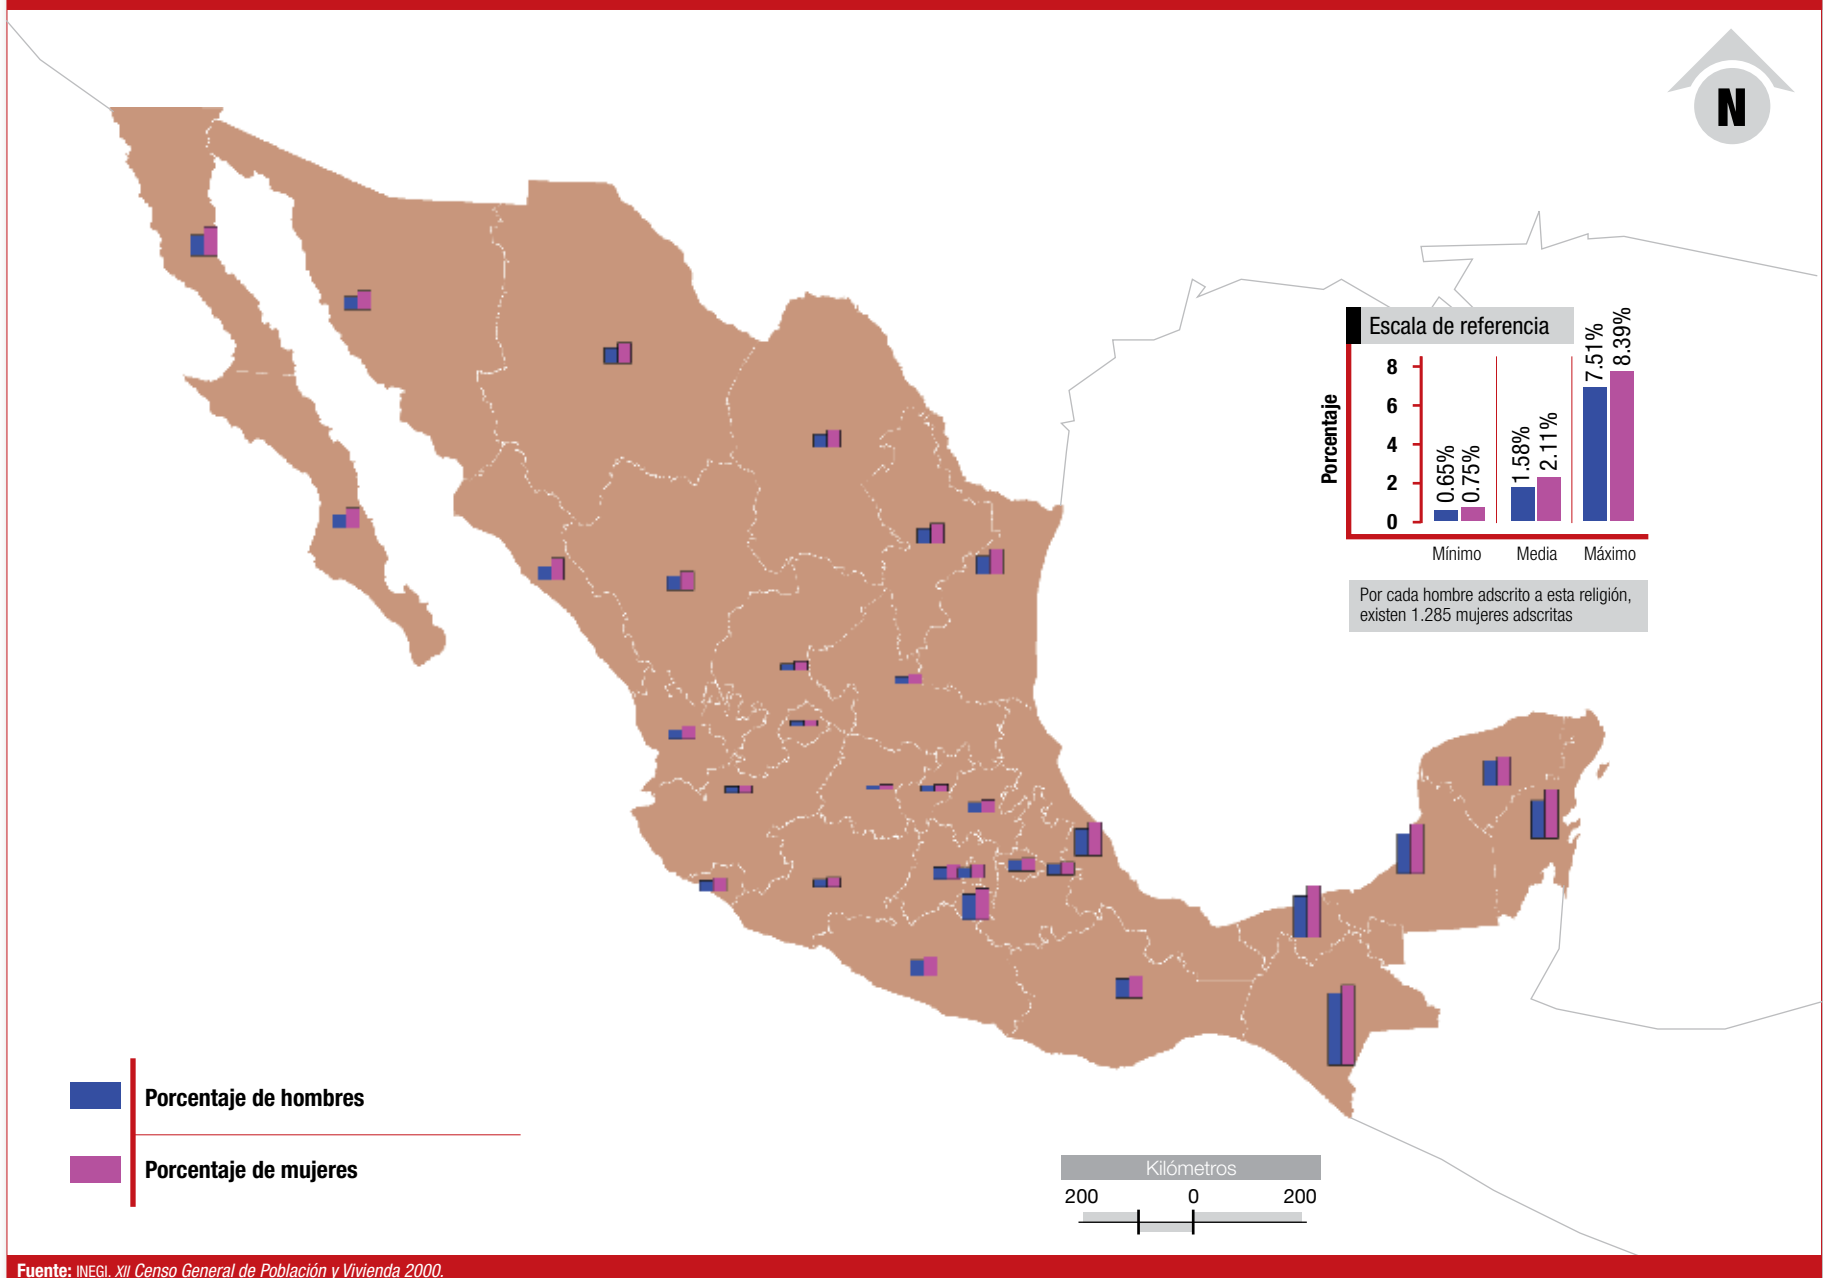 N
Escala de referencia
Porcentaje
8
6
4
2
0
0.65%
0.75%
1.58%
2.11%
7.51%
8.39%
Mínimo
Media
Máximo
Por cada hombre adscrito a esta religión,
existen 1.285 mujeres adscritas
Porcentaje de hombres
Porcentaje de mujeres
Kilómetros
200 0 200
Fuente: INEGI. XII Censo General de Población y Vivienda 2000.